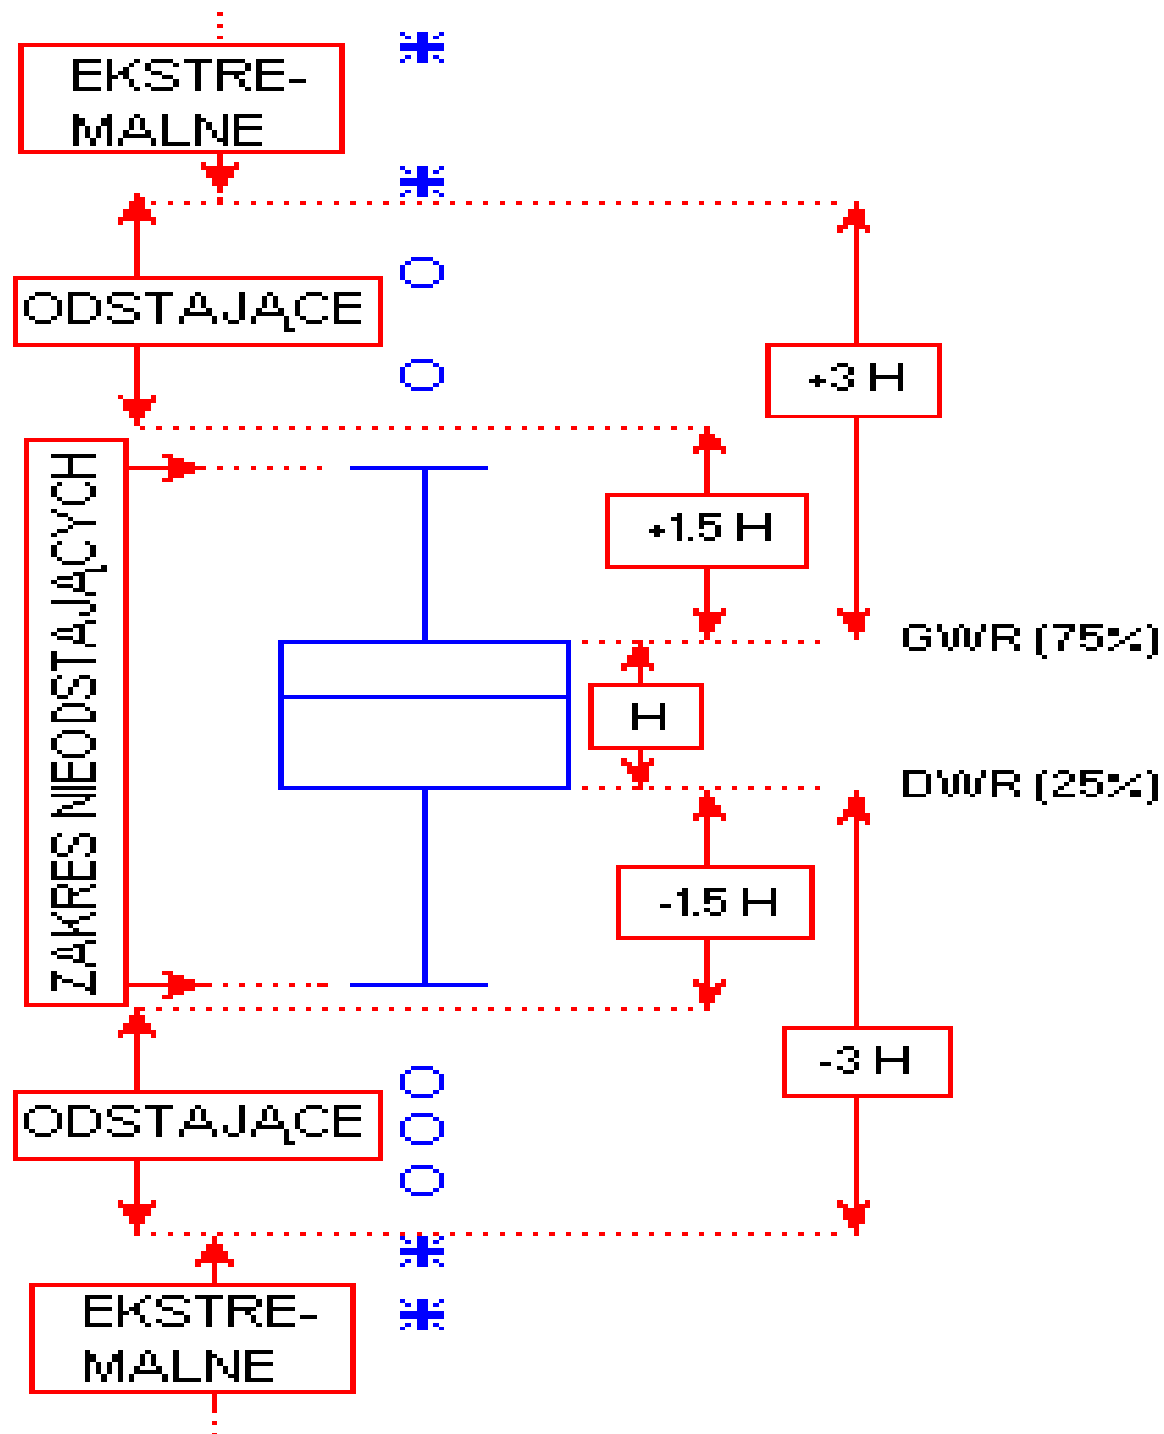 EKSTRE-
MALNE
ODSTAJĄCE
+3 H
ZAKRES NIEODSTAJĄCYCH
+1.5 H
GWR (75%)
H
DWR (25%)
-1.5 H
-3 H
ODSTAJĄCE
EKSTRE-
MALNE